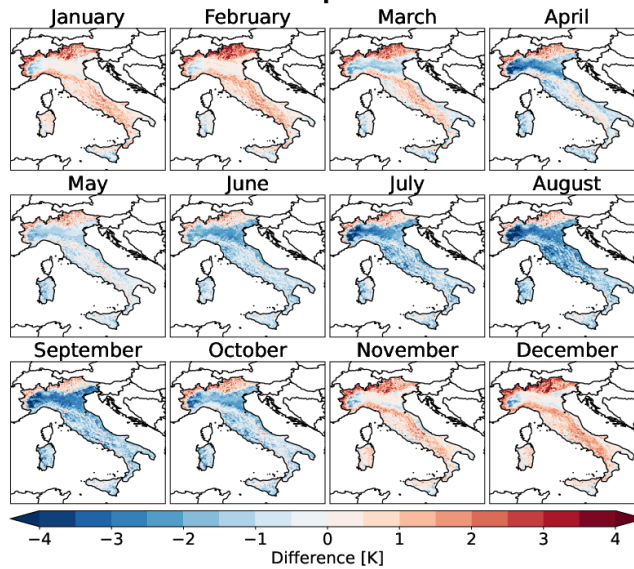 January February March April
May June July August
September October November December
−4 −3 −2 −1 0 1 2 3 4
Difference [K]